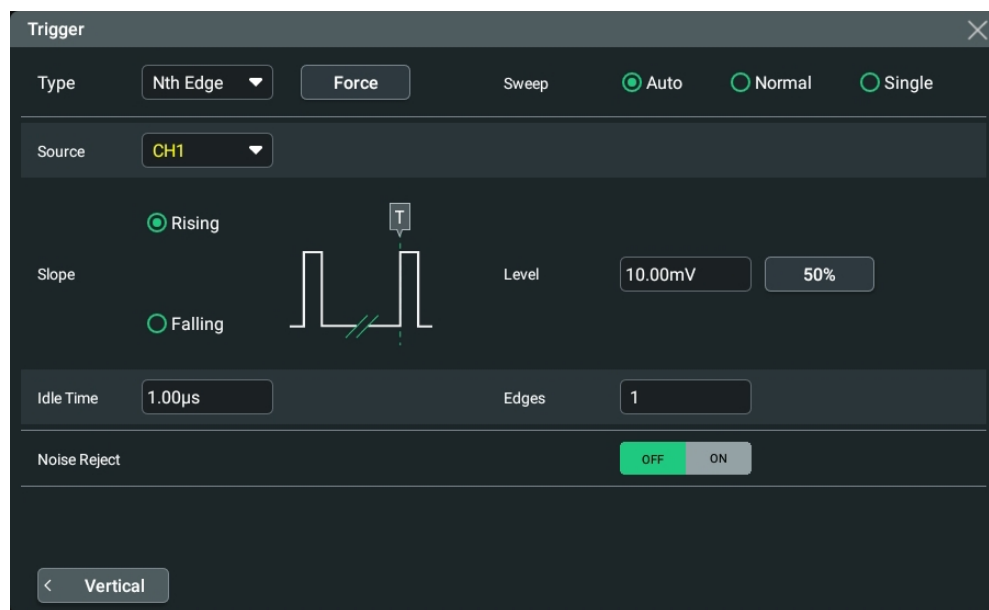 Trigger
Type Nth Edge Force Sweep Auto Normal Single
Source CH1
Rising
T
Slope Level 10.00mV 50%
Falling
Idle Time 1.00µs Edges 1
Noise Reject OFF ON
< Vertical